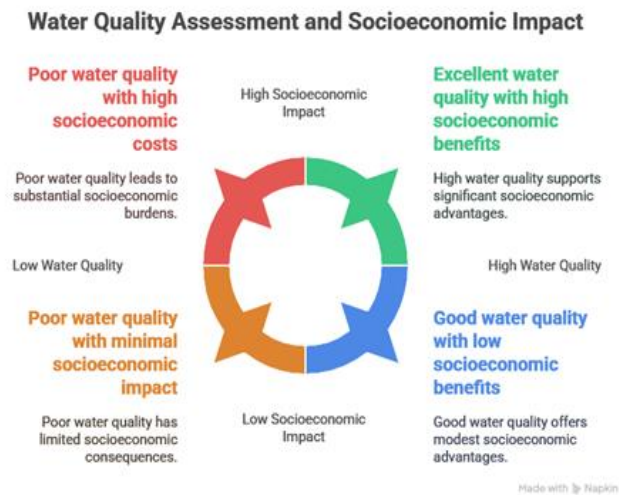 Water Quality Assessment and Socioeconomic Impact
Poor water quality
with high
socioeconomic
costs
Poor water quality leads to
substantial socioeconomic
burdens.
High Socioeconomic
Impact
Excellent water
quality with high
socioeconomic
benefits
High water quality supports
significant socioeconomic
advantages.
Low Water Quality
High Water Quality
Poor water quality
with minimal
socioeconomic
impact
Poor water quality has
limited socioeconomic
consequences.
Low Socioeconomic
Impact
Good water quality
with low
socioeconomic
benefits
Good water quality offers
modest socioeconomic
advantages.
Made with Napkin